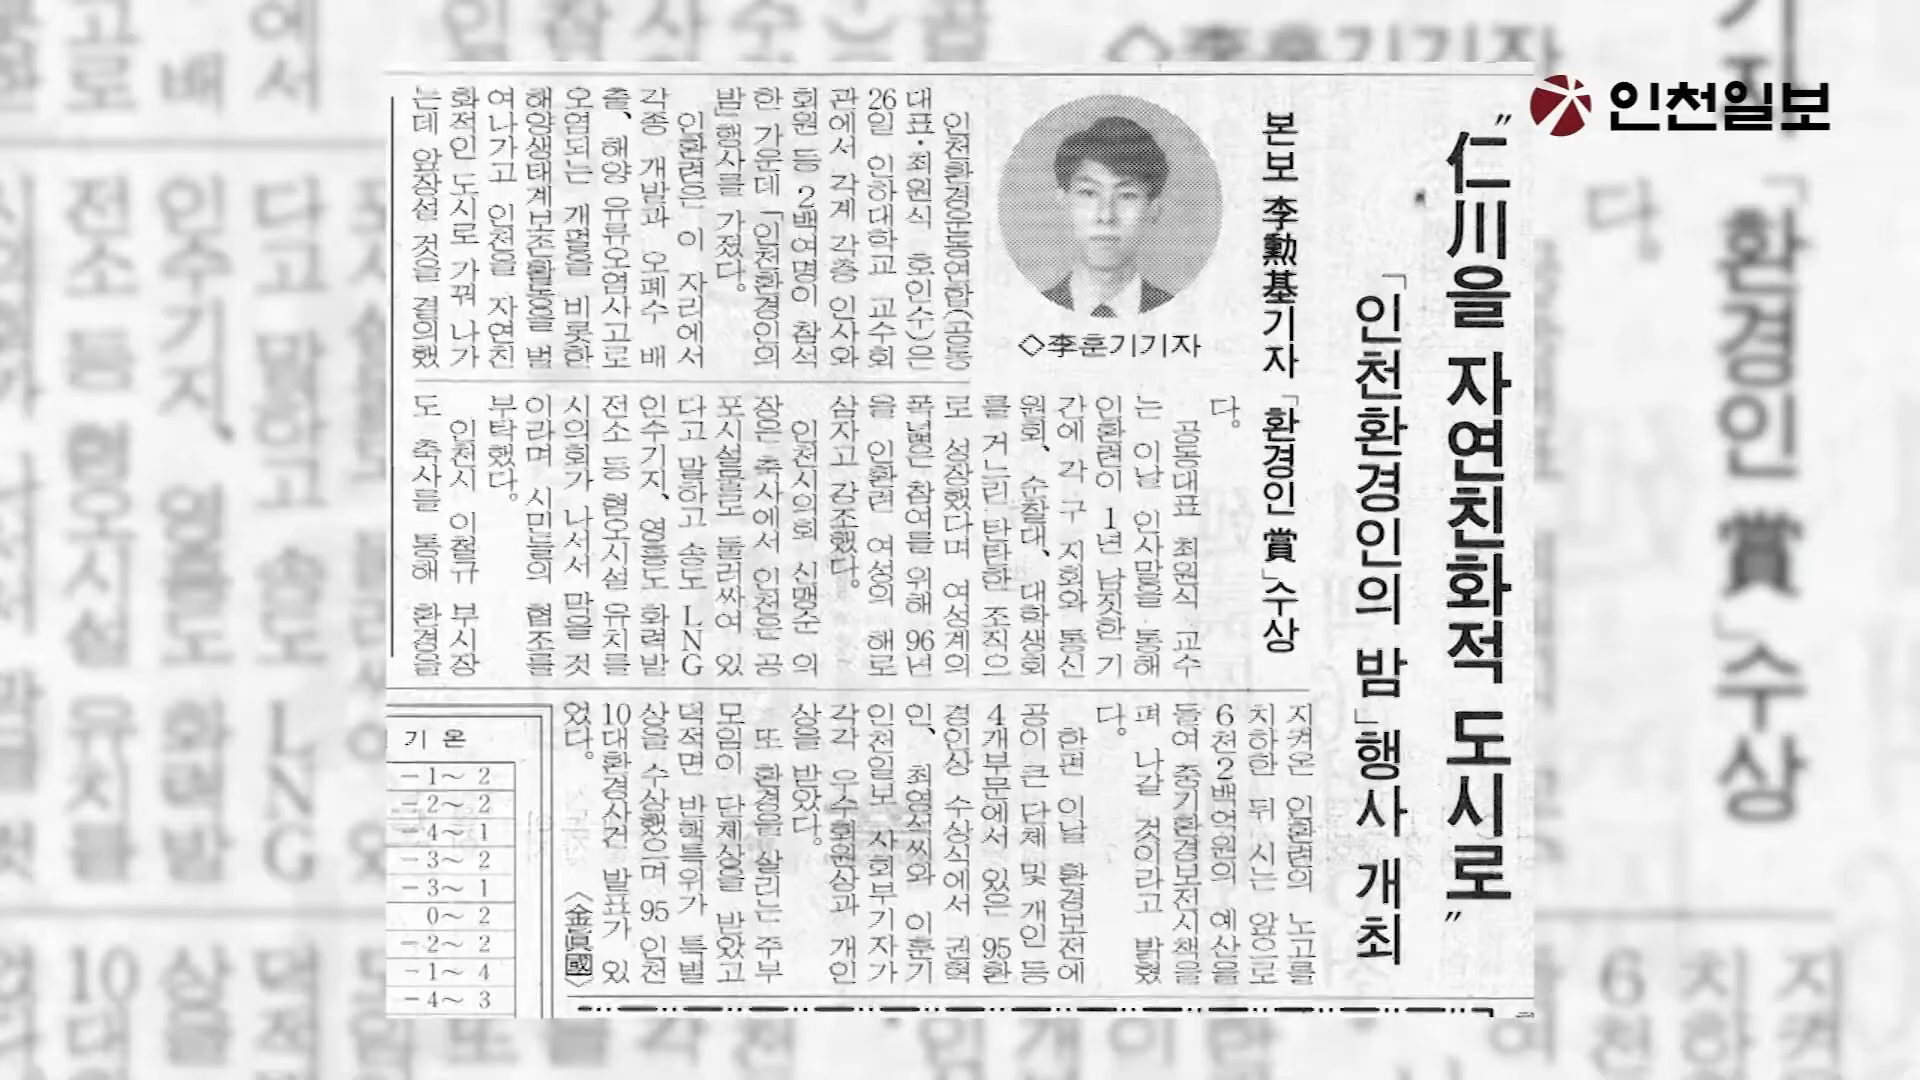 인천일보
“仁川을 자연친화적 도시로”
「인천환경인의 밤」행사 개최
본보 李勳基기자 「환경인 賞」수상
◇李훈기기자
인천환경운동연합(공동
대표·최원식 호인수)은
26일 인하대학교 교수회
관에서 각계 각층 인사와
회원 등 2백여명이 참석
한 가운데 「인천환경인의
밤」행사를 가졌다.
인환련은 이 자리에서
각종 개발과 오폐수 배
출, 해양 유류오염사고로
오염되는 개펄을 비롯한
해양생태계보존활동을 벌
여나가고 인천을 자연친
화적인 도시로 가꿔 나가
는데 앞장설 것을 결의했
다.
공동대표 최원식 교수
는 이날 인사말을 통해
인환련이 1년 남짓한 기
간에 각 구 지회와 통신
원회, 순찰대, 대학생회
를 거느린 탄탄한 조직으
로 성장했다며 여성계의
폭넓은 참여를 위해 96년
을 인환련 여성의 해로
삼자고 강조했다.
인천시의회 신맹순 의
장은 축사에서 인천은 공
포시설물들로 둘러싸여 있
다고 말하고 송도 LNG
인수기지, 영흥도 화력발
전소 등 혐오시설 유치를
시의회가 나서서 막을 것
이라며 시민들의 협조를
부탁했다.
인천시 이철규 부시장
도 축사를 통해 환경을
지켜온 인환련의 노고를
치하한 뒤 시는 앞으로
6천2백억원의 예산을
들여 중기환경보전시책을
펴 나갈 것이라고 밝혔
다.
한편 이날 환경보전에
공이 큰 단체 및 개인 등
4개부문에서 있은 95환
경인상 수상식에서 권혁
인, 최영석씨와 이훈기
인천일보 사회부기자가
각각 우수회원상과 개인
상을 받았다.
또 환경을 살리는 주부
모임이 단체상을 받았고
덕적면 반핵특위가 특별
상을 수상했으며 95인천
10대환경사건 발표가 있
었다. 〈金眞國〉
기온
-1~ 2
-2~ 2
-4~ 1
-3~ 2
-3~ 1
0~ 2
-2~ 2
-1~ 4
-4~ 3